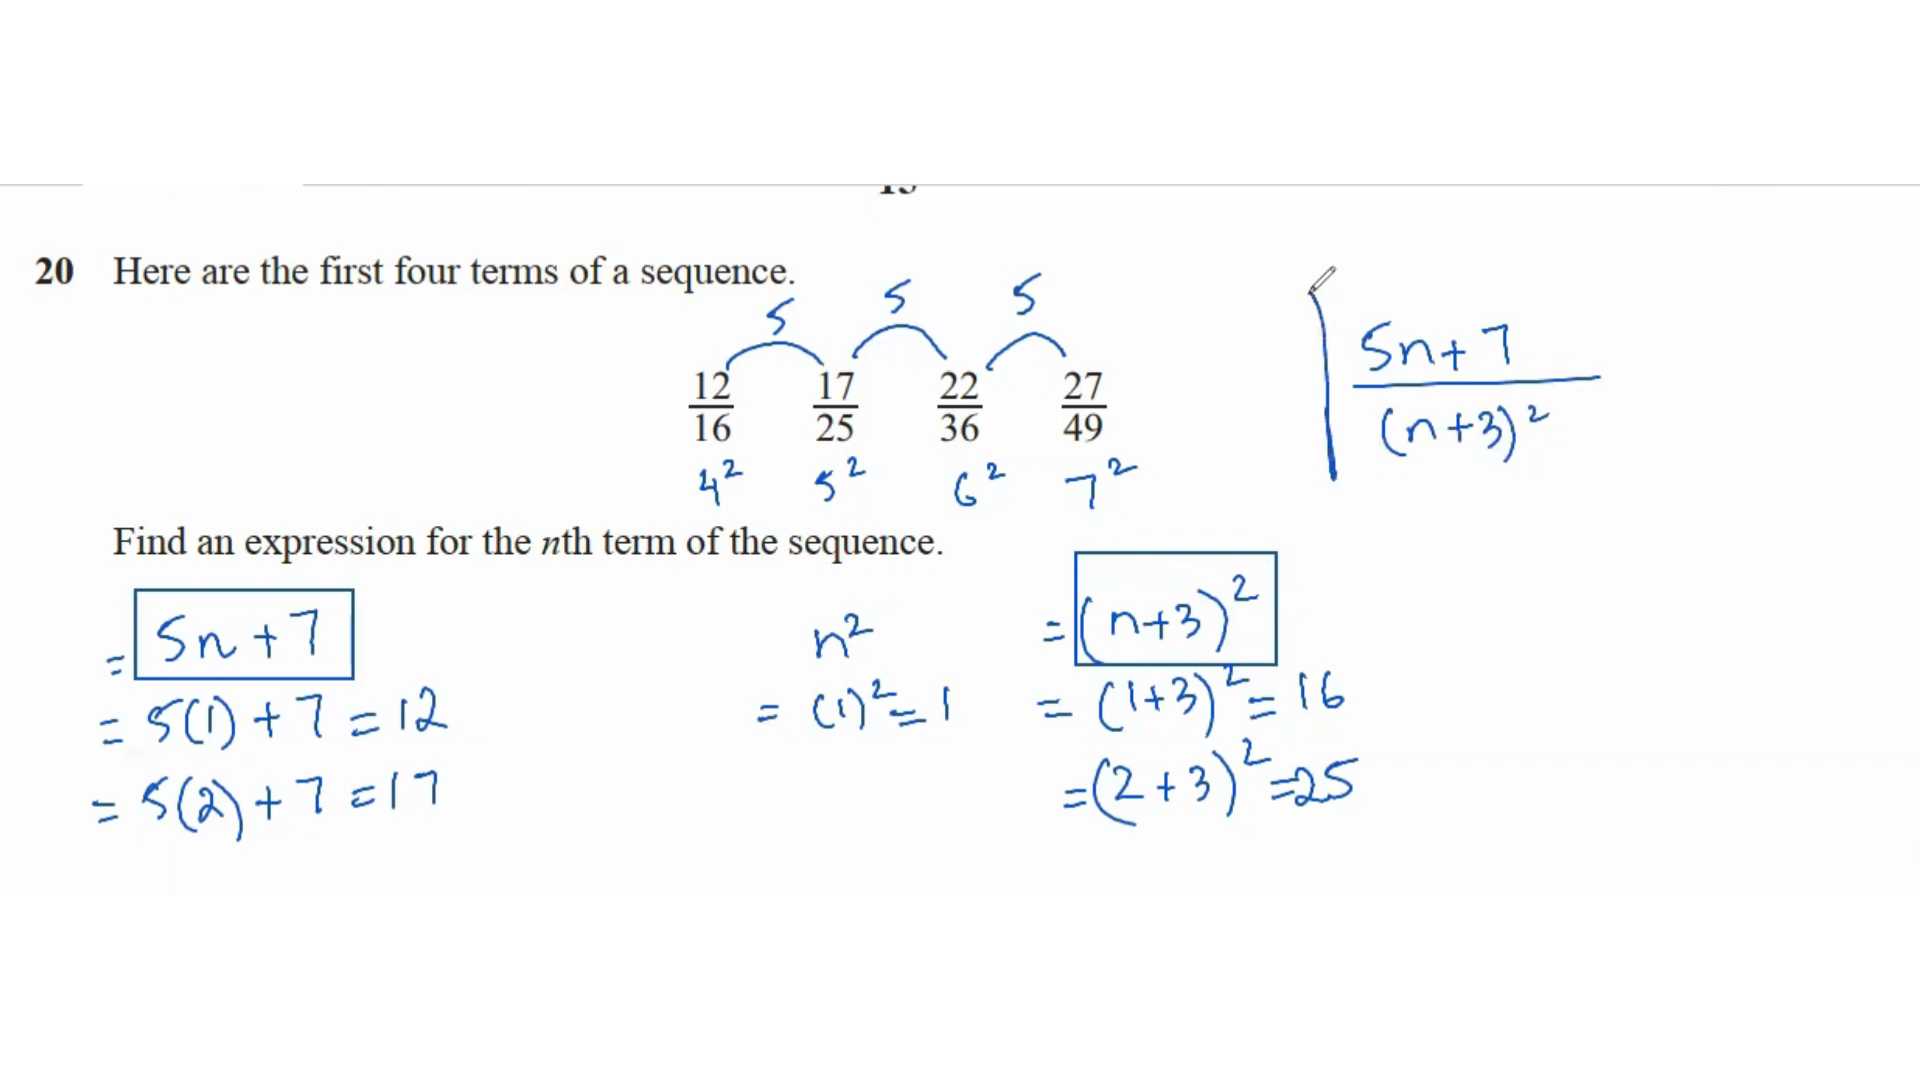 20 Here are the first four terms of a sequence.
5 5 5
12/16 17/25 22/36 27/49
4² 5² 6² 7²
5n+7
(n+3)²
Find an expression for the nth term of the sequence.
= 5n+7
= 5(1)+7=12
= 5(2)+7=17
n²
= (1)²=1
= (n+3)²
= (1+3)²=16
=(2+3)²=25